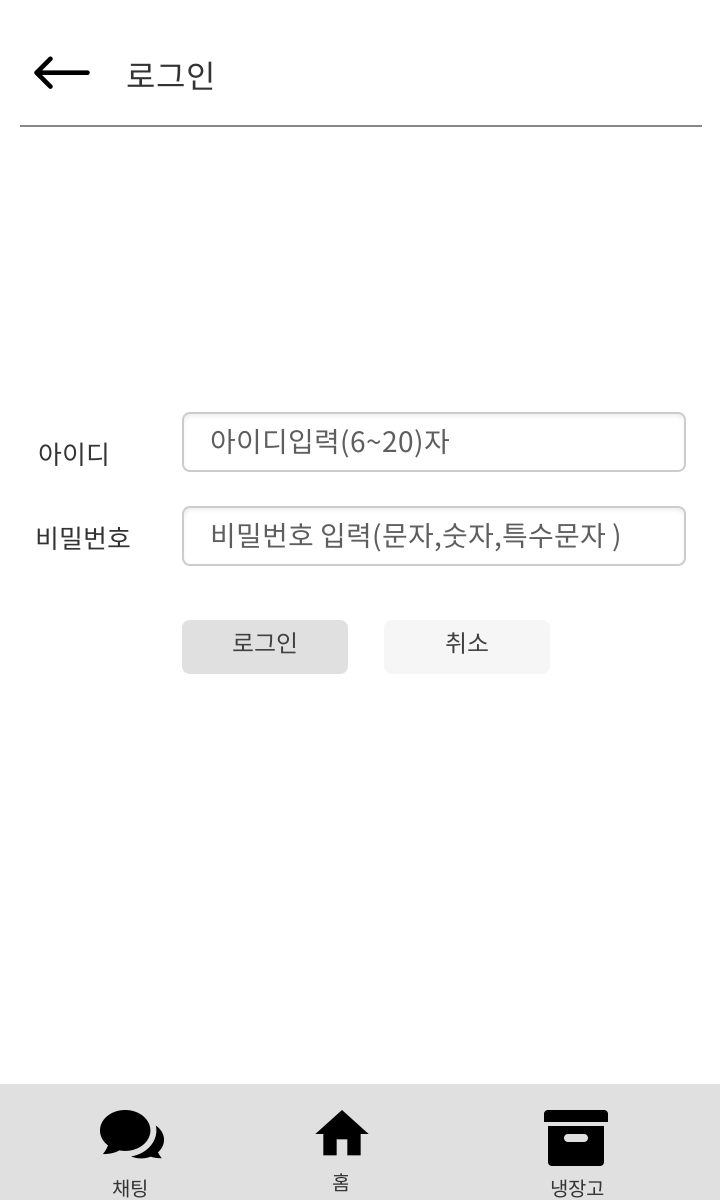 로그인
아이디 아이디입력(6~20)자
비밀번호 비밀번호 입력(문자,숫자,특수문자 )
로그인 취소
채팅 홈 냉장고